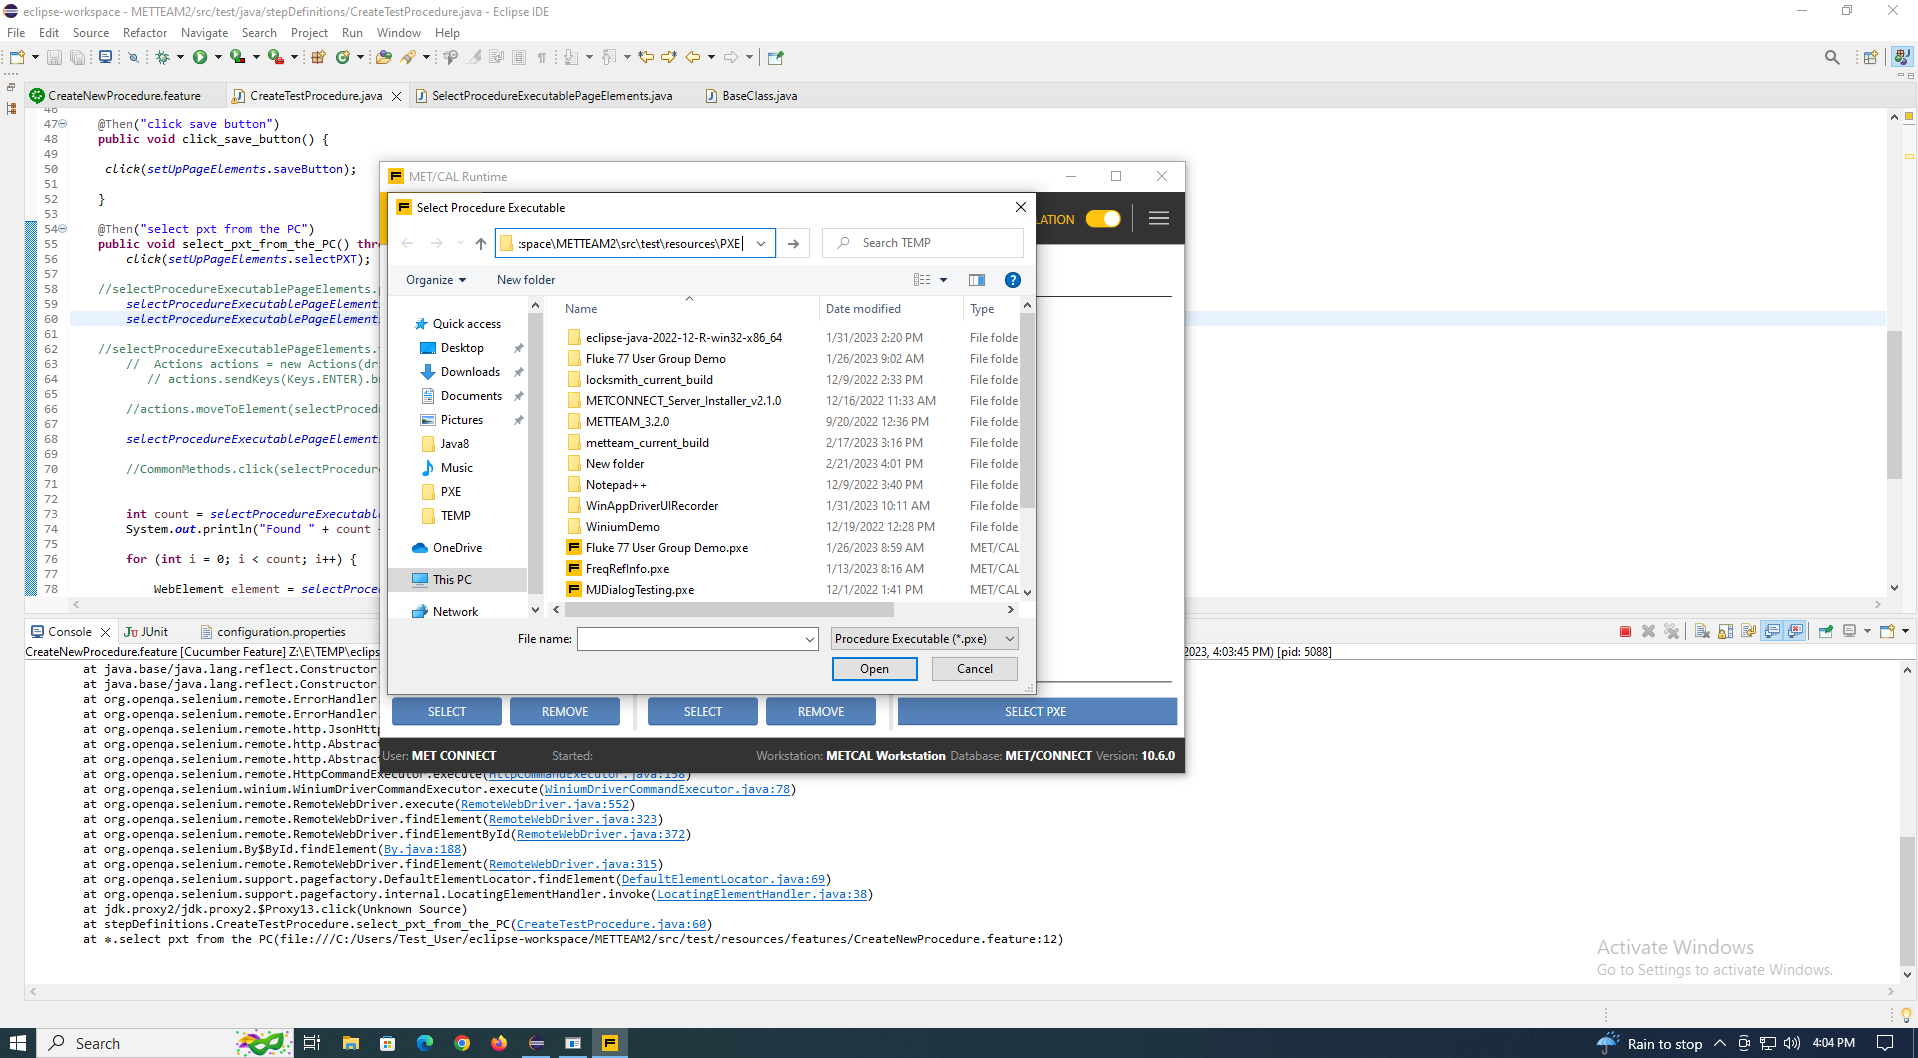 eclipse-workspace - METTEAM2/src/test/java/stepDefinitions/CreateTestProcedure.java - Eclipse IDE
File Edit Source Refactor Navigate Search Project Run Window Help
CreateNewProcedure.feature CreateTestProcedure.java SelectProcedureExecutablePageElements.java BaseClass.java
46
47 @Then("click save button")
48 public void click_save_button() {
49
50 click(setUpPageElements.saveButton);
51
52 }
53
54 @Then("select pxt from the PC")
55 public void select_pxt_from_the_PC() thr
56 click(setUpPageElements.selectPXT);
57
58 //selectProcedureExecutablePageElements.
59 selectProcedureExecutablePageElement
60 selectProcedureExecutablePageElement
61
62 //selectProcedureExecutablePageElements.
63 // Actions actions = new Actions(dr
64 // actions.sendKeys(Keys.ENTER).b
65
66 //actions.moveToElement(selectProced
67
68 selectProcedureExecutablePageElement
69
70 //CommonMethods.click(selectProcedur
71
72
73 int count = selectProcedureExecutabl
74 System.out.println("Found " + count
75
76 for (int i = 0; i < count; i++) {
77
78 WebElement element = selectProce
MET/CAL Runtime
LATION
Select Procedure Executable
:space\METTEAM2\src\test\resources\PXE
Search TEMP
Organize New folder
Quick access
Desktop
Downloads
Documents
Pictures
Java8
Music
PXE
TEMP
OneDrive
This PC
Network
Name Date modified Type
eclipse-java-2022-12-R-win32-x86_64 1/31/2023 2:20 PM File folde
Fluke 77 User Group Demo 1/26/2023 9:02 AM File folde
locksmith_current_build 12/9/2022 2:33 PM File folde
METCONNECT_Server_Installer_v2.1.0 12/16/2022 11:33 AM File folde
METTEAM_3.2.0 9/20/2022 12:36 PM File folde
metteam_current_build 2/17/2023 3:16 PM File folde
New folder 2/21/2023 4:01 PM File folde
Notepad++ 12/9/2022 3:40 PM File folde
WinAppDriverUIRecorder 1/31/2023 10:11 AM File folde
WiniumDemo 12/19/2022 12:28 PM File folde
Fluke 77 User Group Demo.pxe 1/26/2023 8:59 AM MET/CAL
FreqRefInfo.pxe 1/13/2023 8:16 AM MET/CAL
MJDialogTesting.pxe 12/1/2022 1:41 PM MET/CAL
File name: Procedure Executable (*.pxe)
Open Cancel
SELECT REMOVE SELECT REMOVE SELECT PXE
User: MET CONNECT Started: Workstation: METCAL Workstation Database: MET/CONNECT Version: 10.6.0
Console JUnit configuration.properties
CreateNewProcedure.feature [Cucumber Feature] Z:\E\TEMP\eclips 2023, 4:03:45 PM) [pid: 5088]
at java.base/java.lang.reflect.Constructor.
at java.base/java.lang.reflect.Constructor.
at org.openqa.selenium.remote.ErrorHandler.
at org.openqa.selenium.remote.ErrorHandler.
at org.openqa.selenium.remote.http.JsonHttp
at org.openqa.selenium.remote.http.Abstract
at org.openqa.selenium.remote.http.Abstract
at org.openqa.selenium.remote.HttpCommandExecutor.execute(HttpCommandExecutor.java:158)
at org.openqa.selenium.winium.WiniumDriverCommandExecutor.execute(WiniumDriverCommandExecutor.java:78)
at org.openqa.selenium.remote.RemoteWebDriver.execute(RemoteWebDriver.java:552)
at org.openqa.selenium.remote.RemoteWebDriver.findElement(RemoteWebDriver.java:323)
at org.openqa.selenium.remote.RemoteWebDriver.findElementById(RemoteWebDriver.java:372)
at org.openqa.selenium.By$ById.findElement(By.java:188)
at org.openqa.selenium.remote.RemoteWebDriver.findElement(RemoteWebDriver.java:315)
at org.openqa.selenium.support.pagefactory.DefaultElementLocator.findElement(DefaultElementLocator.java:69)
at org.openqa.selenium.support.pagefactory.internal.LocatingElementHandler.invoke(LocatingElementHandler.java:38)
at jdk.proxy2/jdk.proxy2.$Proxy13.click(Unknown Source)
at stepDefinitions.CreateTestProcedure.select_pxt_from_the_PC(CreateTestProcedure.java:60)
at *.select pxt from the PC(file:///C:/Users/Test_User/eclipse-workspace/METTEAM2/src/test/resources/features/CreateNewProcedure.feature:12)
Activate Windows
Go to Settings to activate Windows.
Search Rain to stop 4:04 PM